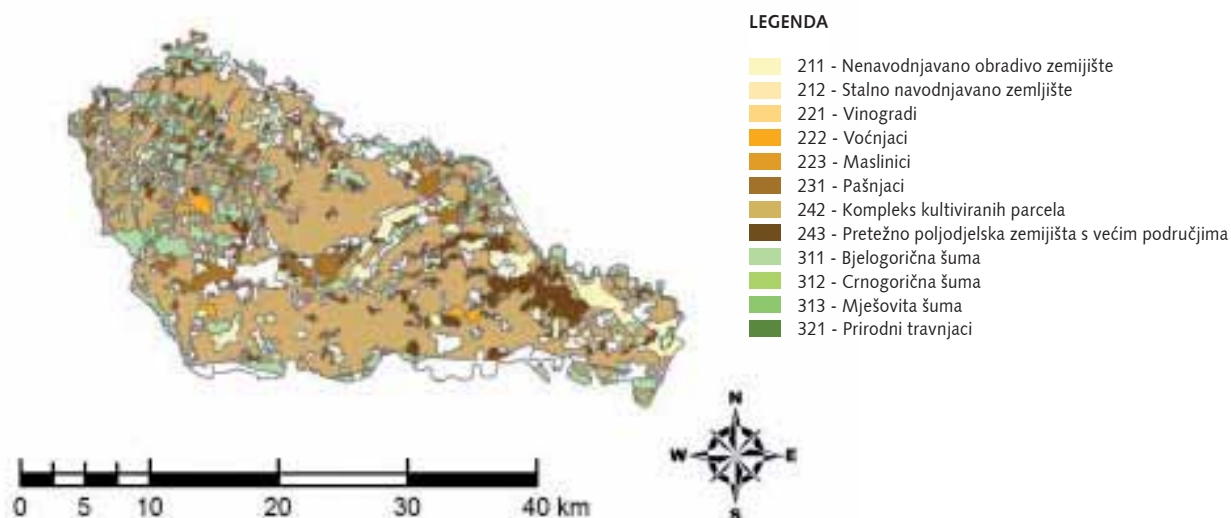 LEGENDA
211 - Nenavodnjavano obradivo zemijište
212 - Stalno navodnjavano zemljište
221 - Vinogradi
222 - Voćnjaci
223 - Maslinici
231 - Pašnjaci
242 - Kompleks kultiviranih parcela
243 - Pretežno poljodjelska zemijišta s većim područjima
311 - Bjelogorična šuma
312 - Crnogorična šuma
313 - Mješovita šuma
321 - Prirodni travnjaci
N
W E
S
0 5 10 20 30 40 km